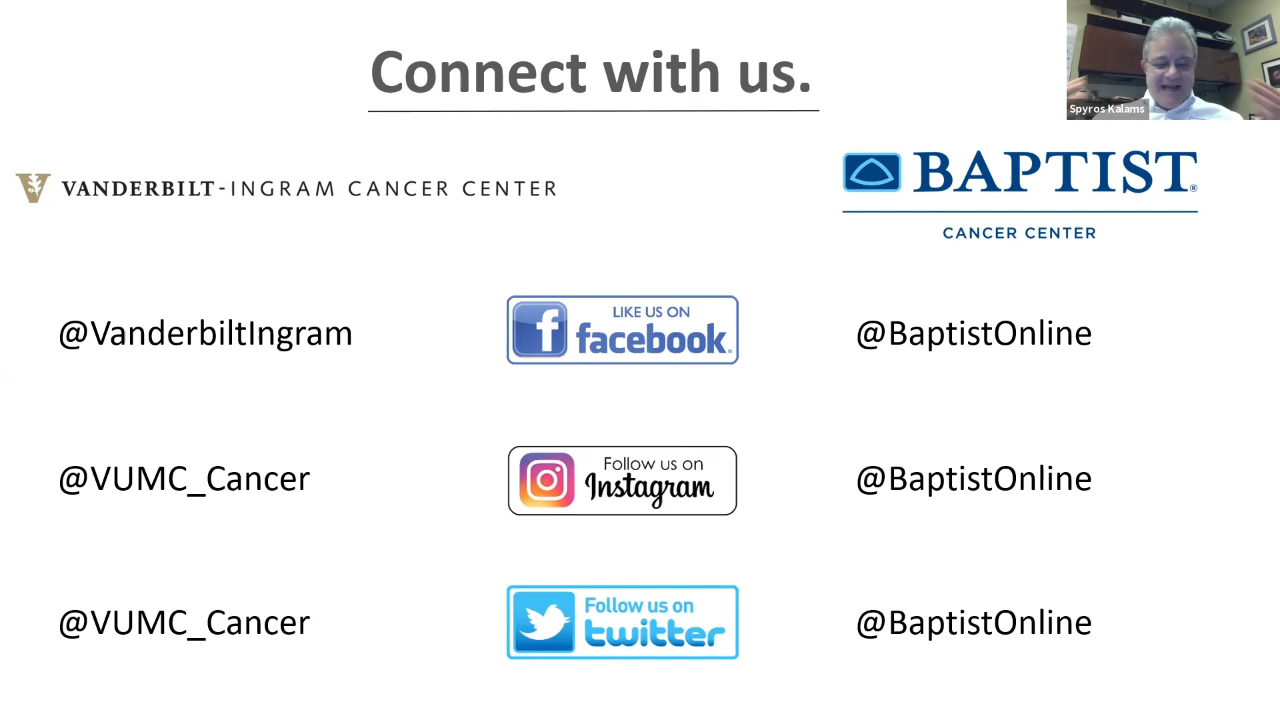 Connect with us.
Spyros Kalams
VANDERBILT-INGRAM CANCER CENTER
BAPTIST®
CANCER CENTER
@VanderbiltIngram
LIKE US ON
facebook®
@BaptistOnline
@VUMC_Cancer
Follow us on
Instagram
@BaptistOnline
@VUMC_Cancer
Follow us on
twitter
@BaptistOnline